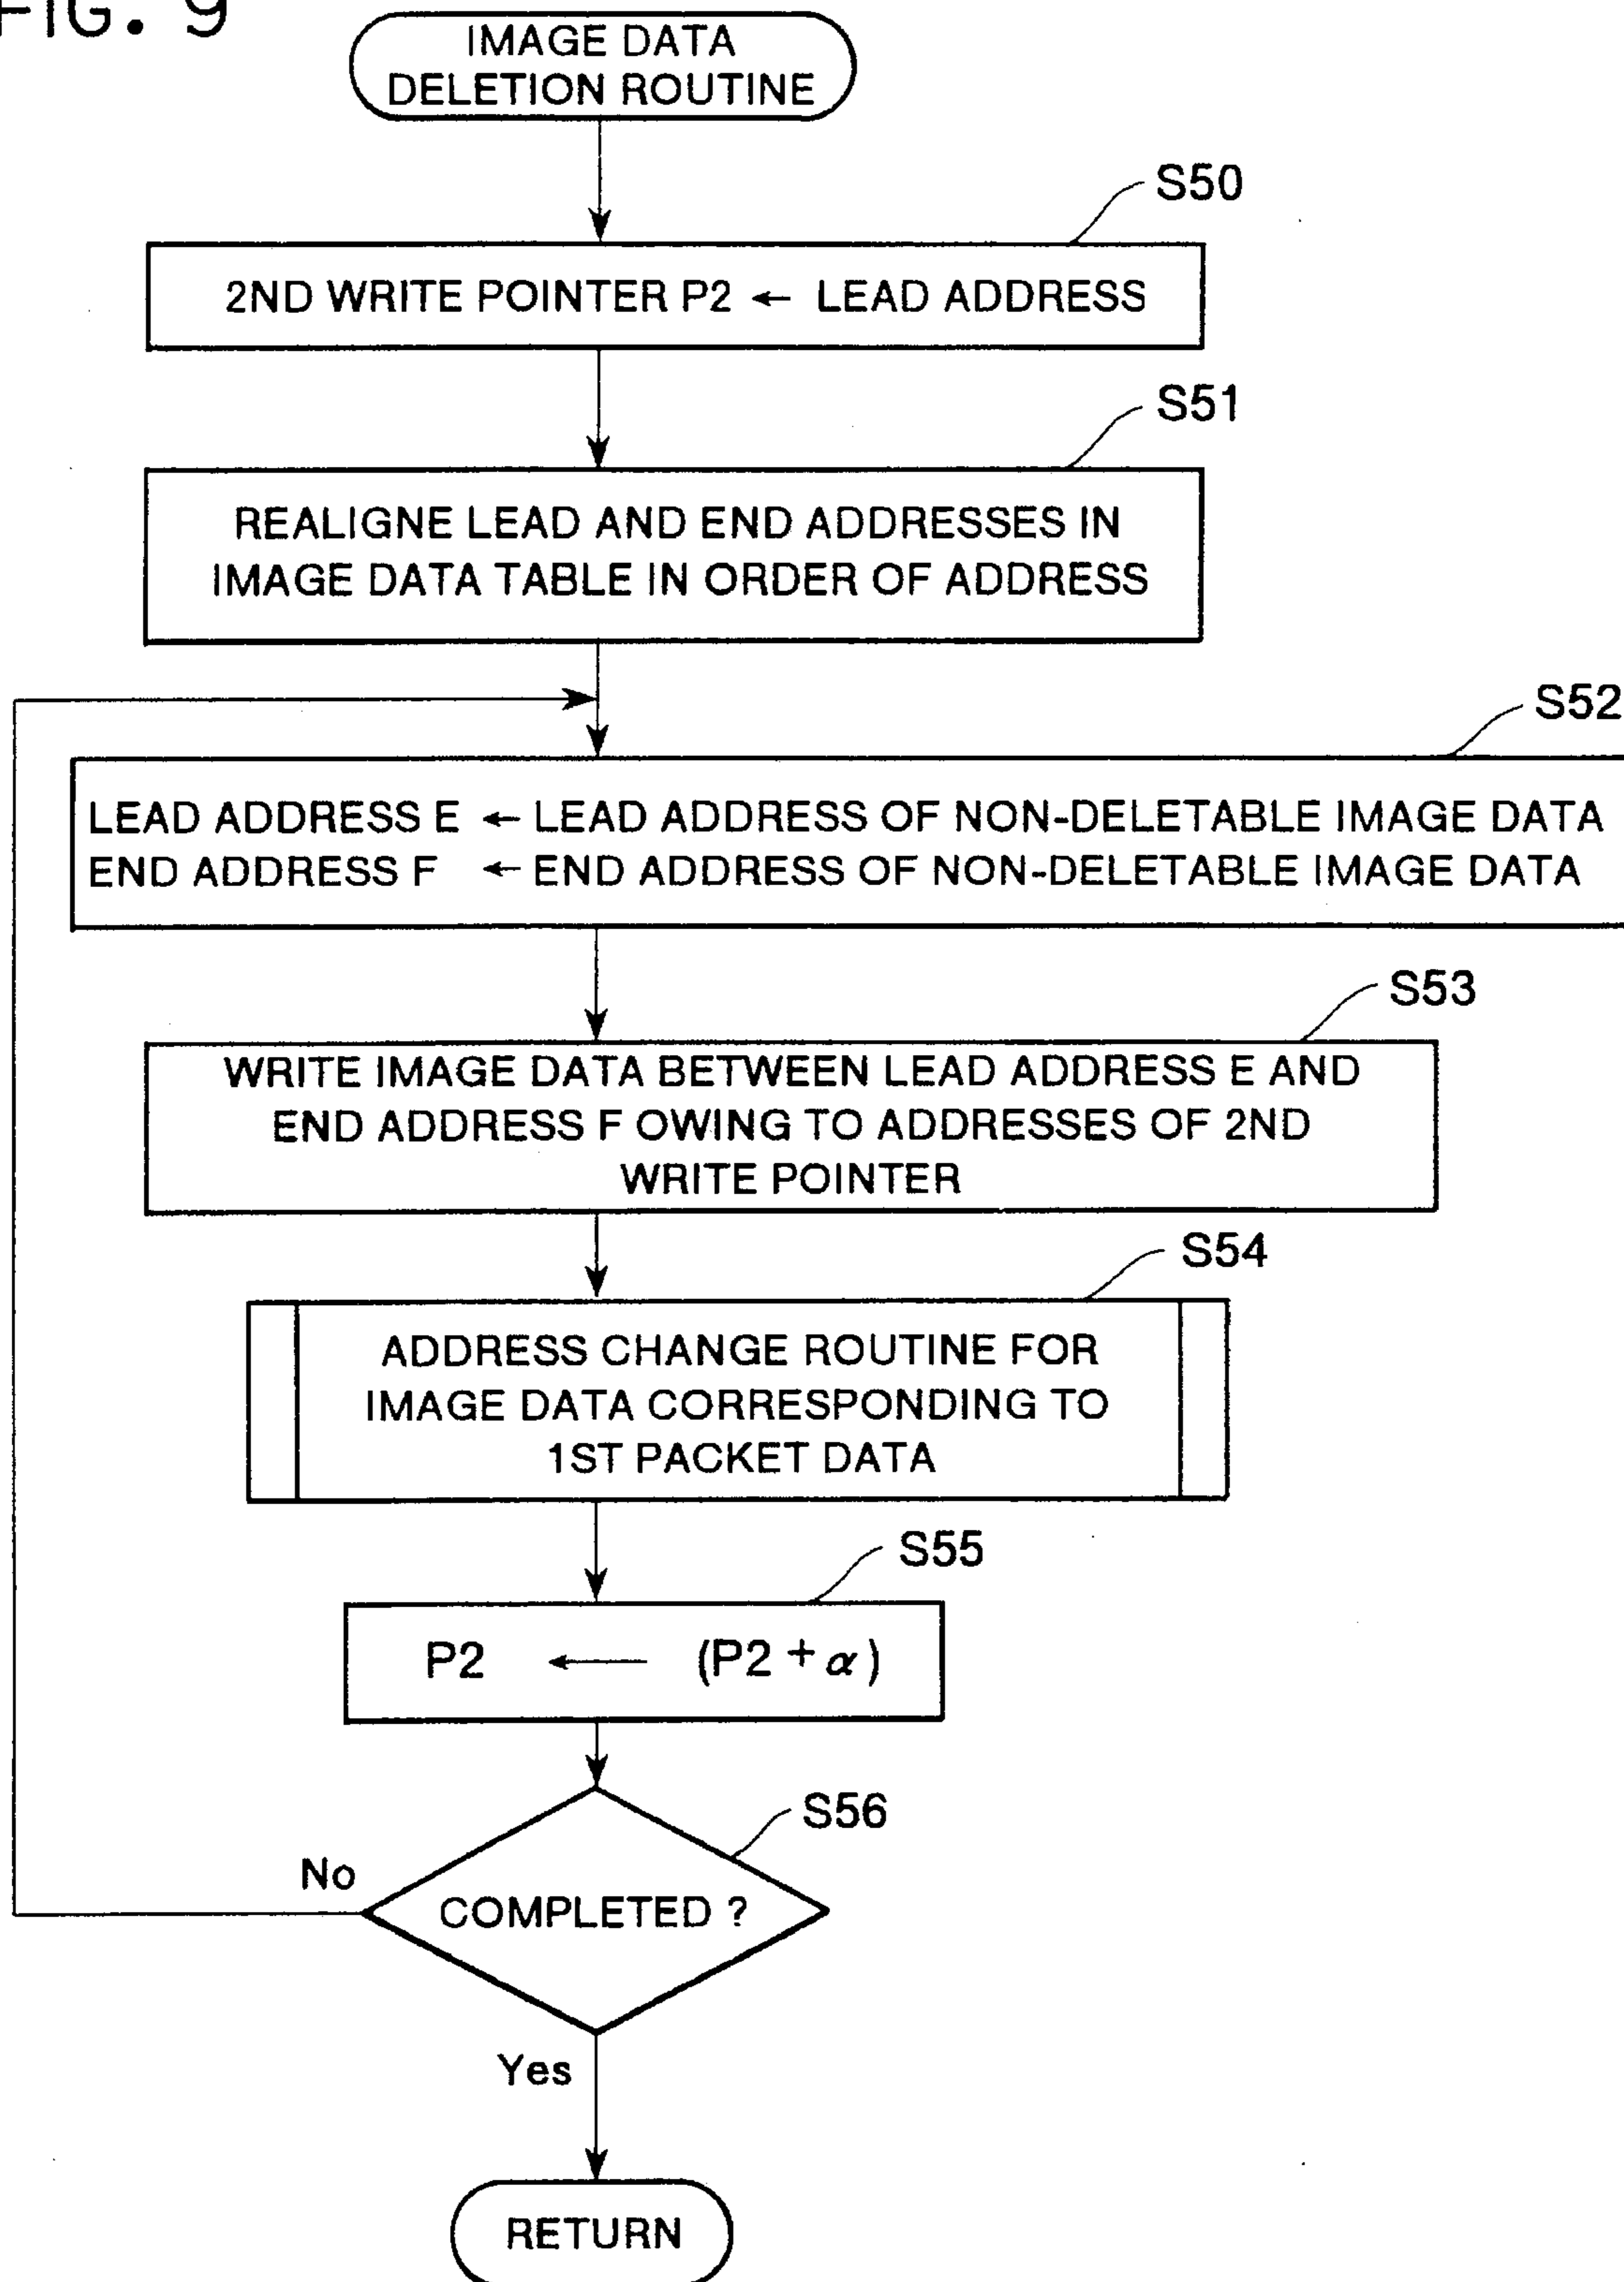 FIG. 9
IMAGE DATA
DELETION ROUTINE
S50
2ND WRITE POINTER P2 ← LEAD ADDRESS
S51
REALIGNE LEAD AND END ADDRESSES IN
IMAGE DATA TABLE IN ORDER OF ADDRESS
S52
LEAD ADDRESS E ← LEAD ADDRESS OF NON-DELETABLE IMAGE DATA
END ADDRESS F ← END ADDRESS OF NON-DELETABLE IMAGE DATA
S53
WRITE IMAGE DATA BETWEEN LEAD ADDRESS E AND
END ADDRESS F OWING TO ADDRESSES OF 2ND
WRITE POINTER
S54
ADDRESS CHANGE ROUTINE FOR
IMAGE DATA CORRESPONDING TO
1ST PACKET DATA
S55
P2 ← (P2 + α)
S56
No
COMPLETED ?
Yes
RETURN